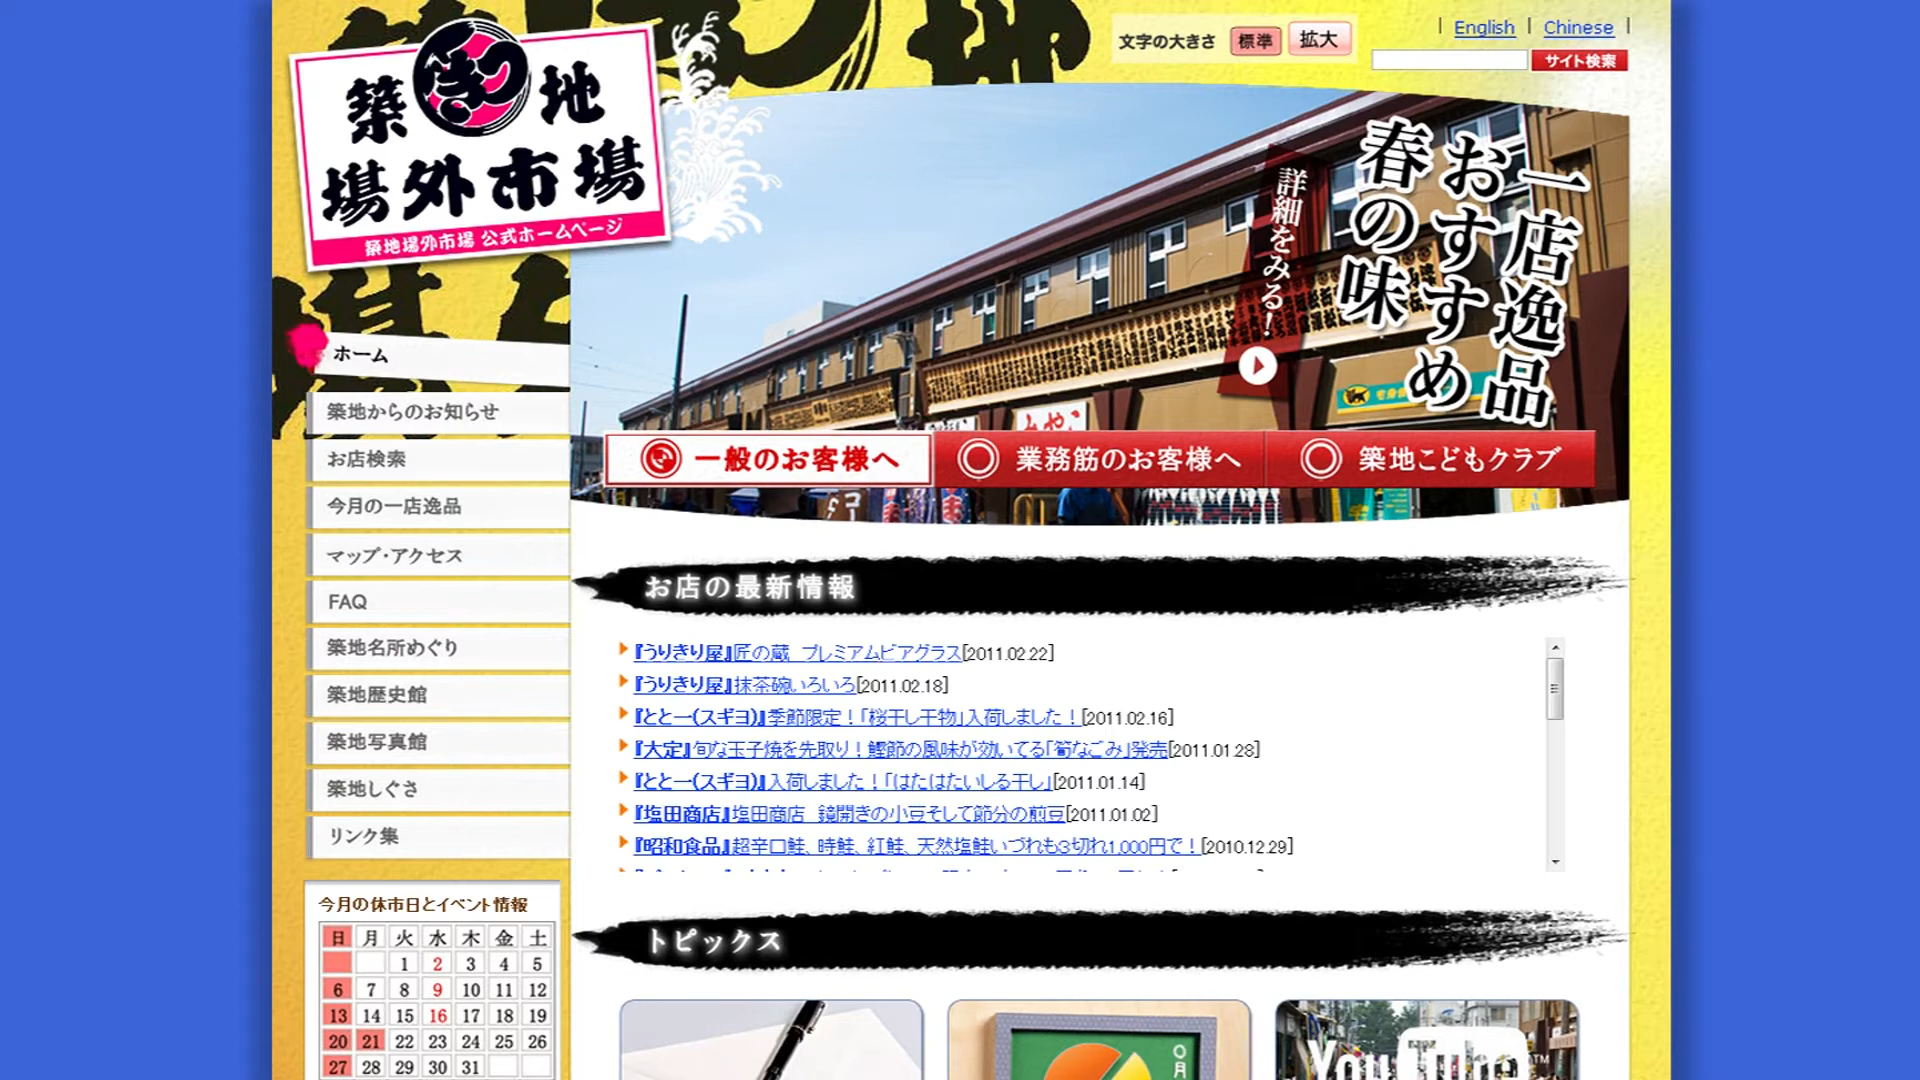 築地
場外市場
築地場外市場 公式ホームページ
文字の大きさ 標準 拡大
| English | Chinese |
サイト検索
一店逸品
おすすめ
春の味
詳細をみる!
一般のお客様へ 業務筋のお客様へ 築地こどもクラブ
ホーム
築地からのお知らせ
お店検索
今月の一店逸品
マップ・アクセス
FAQ
築地名所めぐり
築地歴史館
築地写真館
築地しぐさ
リンク集
今月の休市日とイベント情報
日 月 火 水 木 金 土
1 2 3 4 5
6 7 8 9 10 11 12
13 14 15 16 17 18 19
20 21 22 23 24 25 26
27 28 29 30 31
お店の最新情報
『うりきり屋』匠の蔵 プレミアムビアグラス[2011.02.22]
『うりきり屋』抹茶碗いろいろ[2011.02.18]
『とと一(スギヨ)』季節限定!「桜干し干物」入荷しました![2011.02.16]
『大定』旬な玉子焼を先取り!鰹節の風味が効いてる「筍なごみ」発売[2011.01.28]
『とと一(スギヨ)』入荷しました!「はたはたいしる干し」[2011.01.14]
『塩田商店』塩田商店 鏡開きの小豆そして節分の煎豆[2011.01.02]
『昭和食品』超辛口鮭、時鮭、紅鮭、天然塩鮭いづれも3切れ1,000円で![2010.12.29]
トピックス
〇月
YouTube